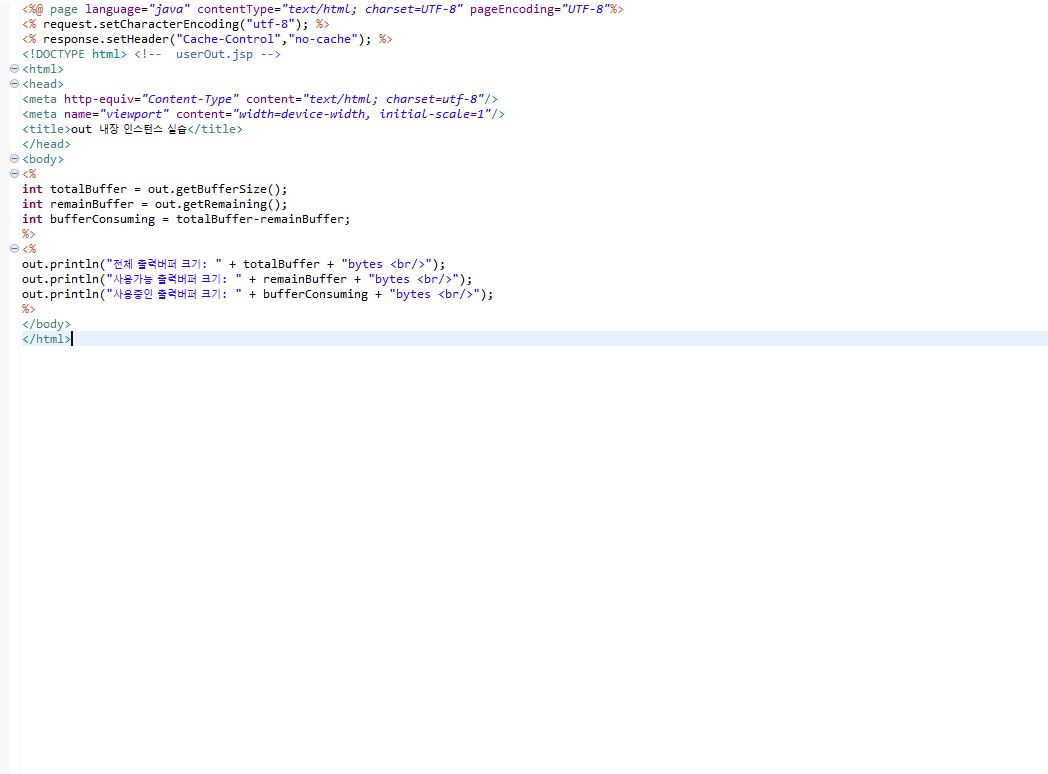 <%@ page language="java" contentType="text/html; charset=UTF-8" pageEncoding="UTF-8"%>
<% request.setCharacterEncoding("utf-8"); %>
<% response.setHeader("Cache-Control","no-cache"); %>
<!DOCTYPE html> <!--  userOut.jsp -->
<html>
<head>
<meta http-equiv="Content-Type" content="text/html; charset=utf-8"/>
<meta name="viewport" content="width=device-width, initial-scale=1"/>
<title>out 내장 인스턴스 실습</title>
</head>
<body>
<%
int totalBuffer = out.getBufferSize();
int remainBuffer = out.getRemaining();
int bufferConsuming = totalBuffer-remainBuffer;
%>
<%
out.println("전체 출력버퍼 크기: " + totalBuffer + "bytes <br/>");
out.println("사용가능 출력버퍼 크기: " + remainBuffer + "bytes <br/>");
out.println("사용중인 출력버퍼 크기: " + bufferConsuming + "bytes <br/>");
%>
</body>
</html>